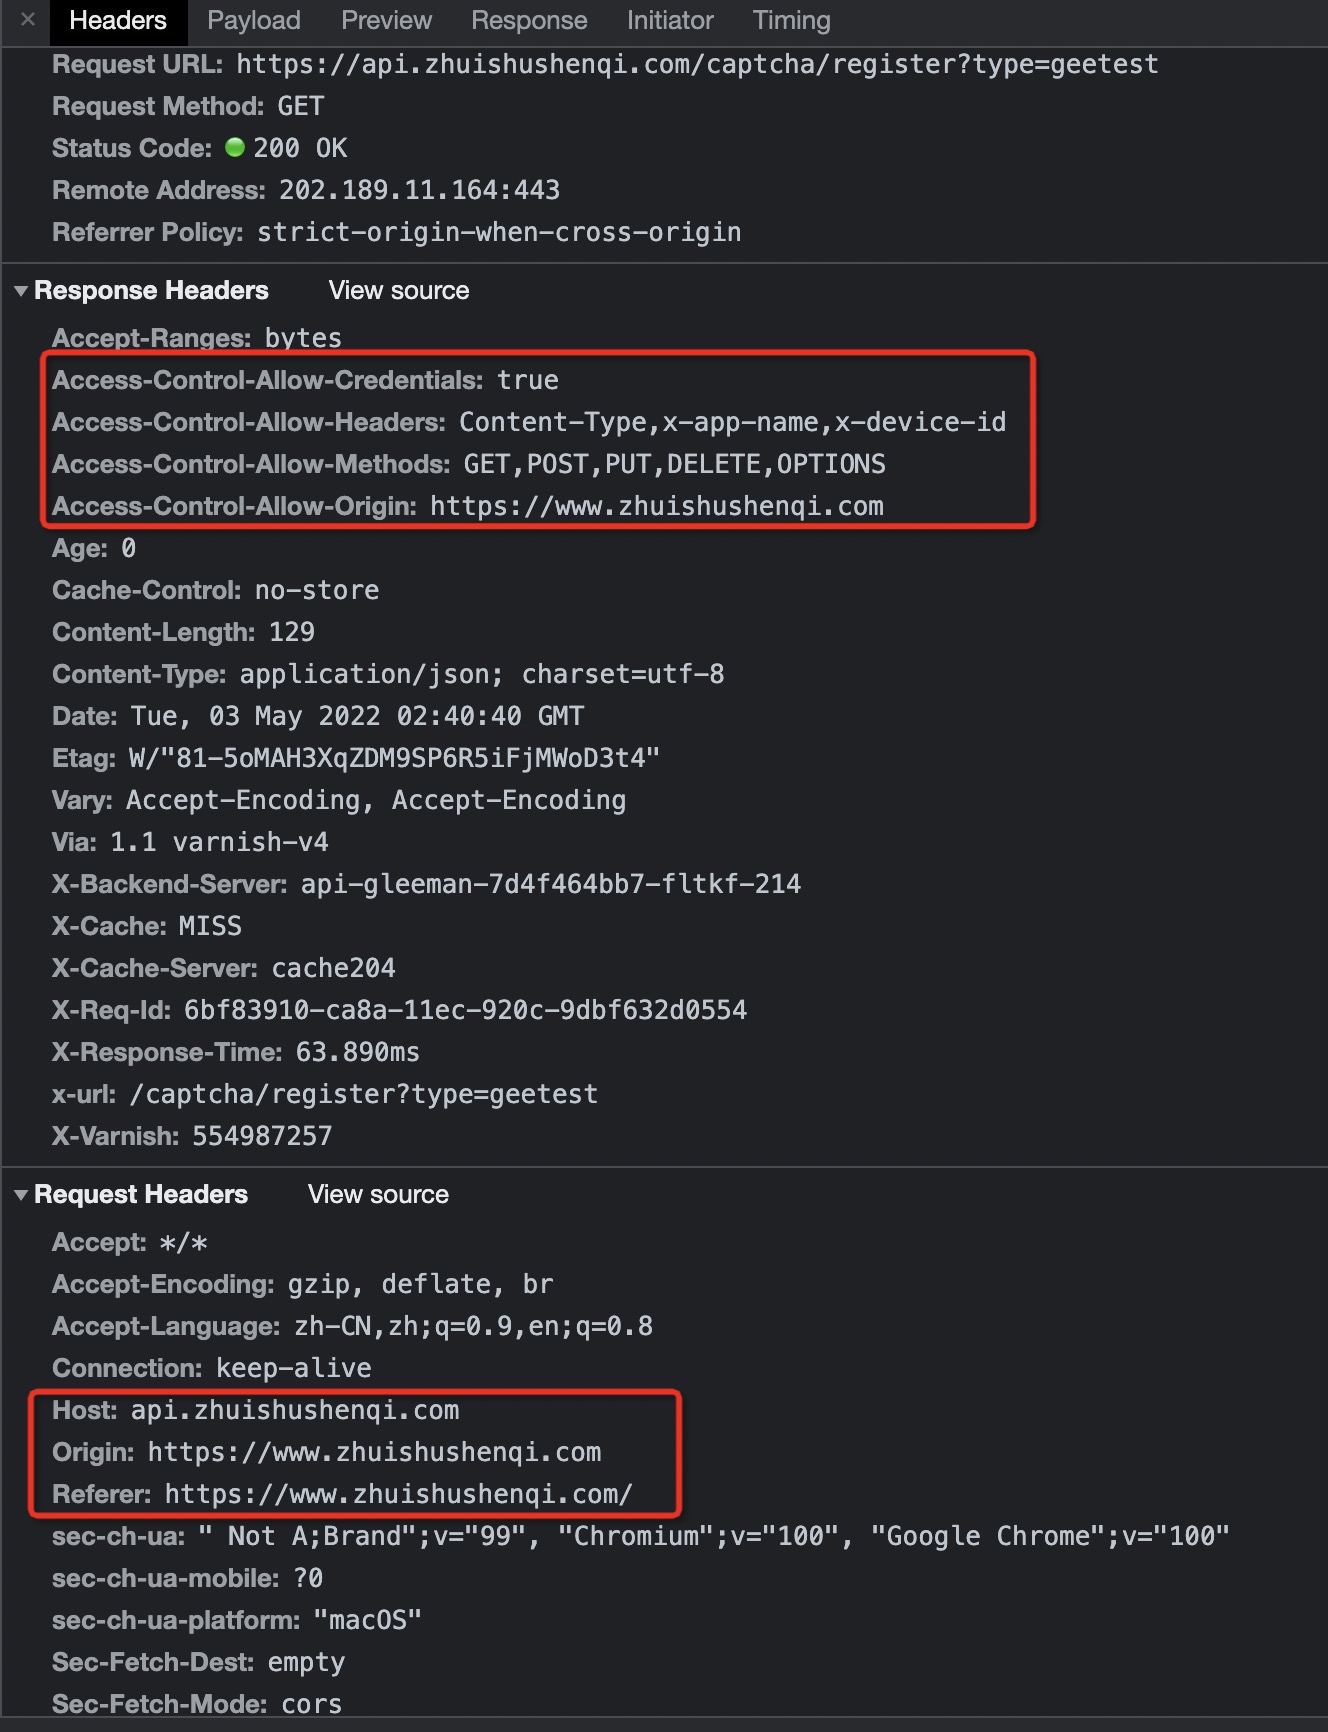 × Headers Payload Preview Response Initiator Timing
Request URL: https://api.zhuishushenqi.com/captcha/register?type=geetest
Request Method: GET
Status Code: 200 OK
Remote Address: 202.189.11.164:443
Referrer Policy: strict-origin-when-cross-origin
Response Headers View source
Accept-Ranges: bytes
Access-Control-Allow-Credentials: true
Access-Control-Allow-Headers: Content-Type,x-app-name,x-device-id
Access-Control-Allow-Methods: GET,POST,PUT,DELETE,OPTIONS
Access-Control-Allow-Origin: https://www.zhuishushenqi.com
Age: 0
Cache-Control: no-store
Content-Length: 129
Content-Type: application/json; charset=utf-8
Date: Tue, 03 May 2022 02:40:40 GMT
Etag: W/"81-5oMAH3XqZDM9SP6R5iFjMWoD3t4"
Vary: Accept-Encoding, Accept-Encoding
Via: 1.1 varnish-v4
X-Backend-Server: api-gleeman-7d4f464bb7-fltkf-214
X-Cache: MISS
X-Cache-Server: cache204
X-Req-Id: 6bf83910-ca8a-11ec-920c-9dbf632d0554
X-Response-Time: 63.890ms
x-url: /captcha/register?type=geetest
X-Varnish: 554987257
Request Headers View source
Accept: */*
Accept-Encoding: gzip, deflate, br
Accept-Language: zh-CN,zh;q=0.9,en;q=0.8
Connection: keep-alive
Host: api.zhuishushenqi.com
Origin: https://www.zhuishushenqi.com
Referer: https://www.zhuishushenqi.com/
sec-ch-ua: " Not A;Brand";v="99", "Chromium";v="100", "Google Chrome";v="100"
sec-ch-ua-mobile: ?0
sec-ch-ua-platform: "macOS"
Sec-Fetch-Dest: empty
Sec-Fetch-Mode: cors